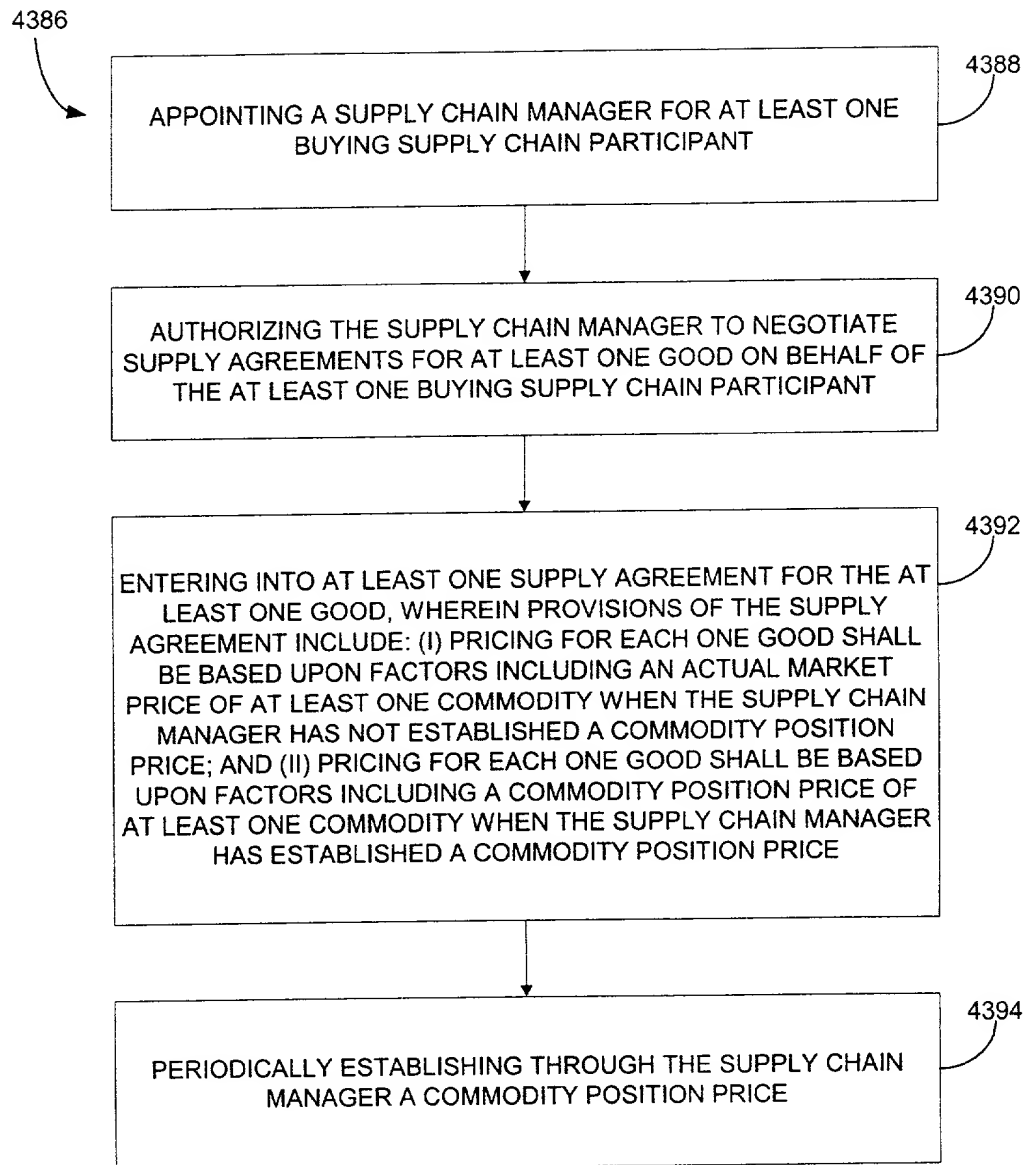 4386
4388
APPOINTING A SUPPLY CHAIN MANAGER FOR AT LEAST ONE
BUYING SUPPLY CHAIN PARTICIPANT
4390
AUTHORIZING THE SUPPLY CHAIN MANAGER TO NEGOTIATE
SUPPLY AGREEMENTS FOR AT LEAST ONE GOOD ON BEHALF OF
THE AT LEAST ONE BUYING SUPPLY CHAIN PARTICIPANT
4392
ENTERING INTO AT LEAST ONE SUPPLY AGREEMENT FOR THE AT
LEAST ONE GOOD, WHEREIN PROVISIONS OF THE SUPPLY
AGREEMENT INCLUDE: (I) PRICING FOR EACH ONE GOOD SHALL
BE BASED UPON FACTORS INCLUDING AN ACTUAL MARKET
PRICE OF AT LEAST ONE COMMODITY WHEN THE SUPPLY CHAIN
MANAGER HAS NOT ESTABLISHED A COMMODITY POSITION
PRICE; AND (II) PRICING FOR EACH ONE GOOD SHALL BE BASED
UPON FACTORS INCLUDING A COMMODITY POSITION PRICE OF
AT LEAST ONE COMMODITY WHEN THE SUPPLY CHAIN MANAGER
HAS ESTABLISHED A COMMODITY POSITION PRICE
4394
PERIODICALLY ESTABLISHING THROUGH THE SUPPLY CHAIN
MANAGER A COMMODITY POSITION PRICE